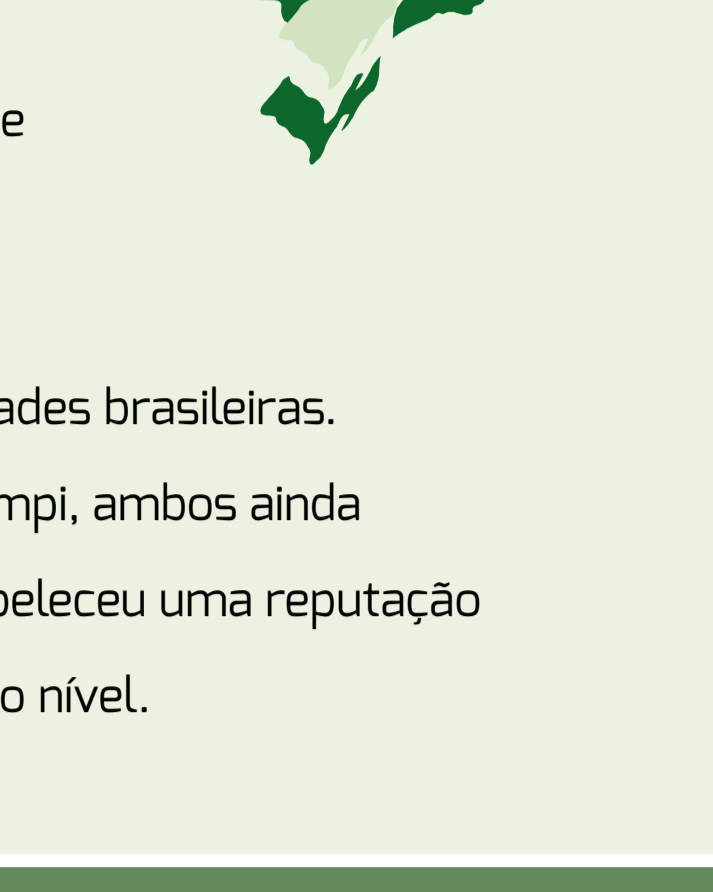 e
ades brasileiras.
mpi, ambos ainda
beleceu uma reputação
o nível.